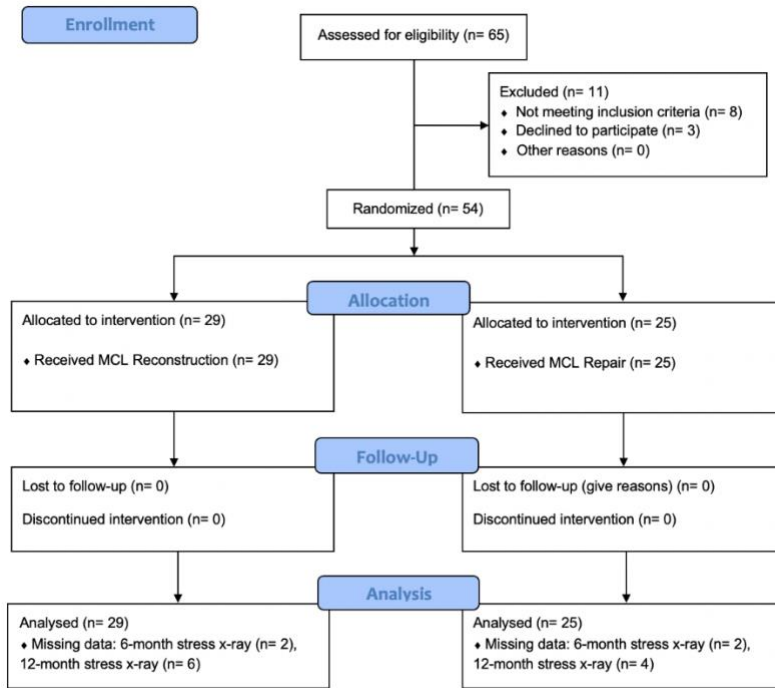 Enrollment
Assessed for eligibility (n= 65)
Excluded (n= 11)
♦ Not meeting inclusion criteria (n= 8)
♦ Declined to participate (n= 3)
♦ Other reasons (n= 0)
Randomized (n= 54)
Allocation
Allocated to intervention (n= 29)
♦ Received MCL Reconstruction (n= 29)
Allocated to intervention (n= 25)
♦ Received MCL Repair (n= 25)
Follow-Up
Lost to follow-up (n= 0)
Discontinued intervention (n= 0)
Lost to follow-up (give reasons) (n= 0)
Discontinued intervention (n= 0)
Analysis
Analysed (n= 29)
♦ Missing data: 6-month stress x-ray (n= 2),
12-month stress x-ray (n= 6)
Analysed (n= 25)
♦ Missing data: 6-month stress x-ray (n= 2),
12-month stress x-ray (n= 4)